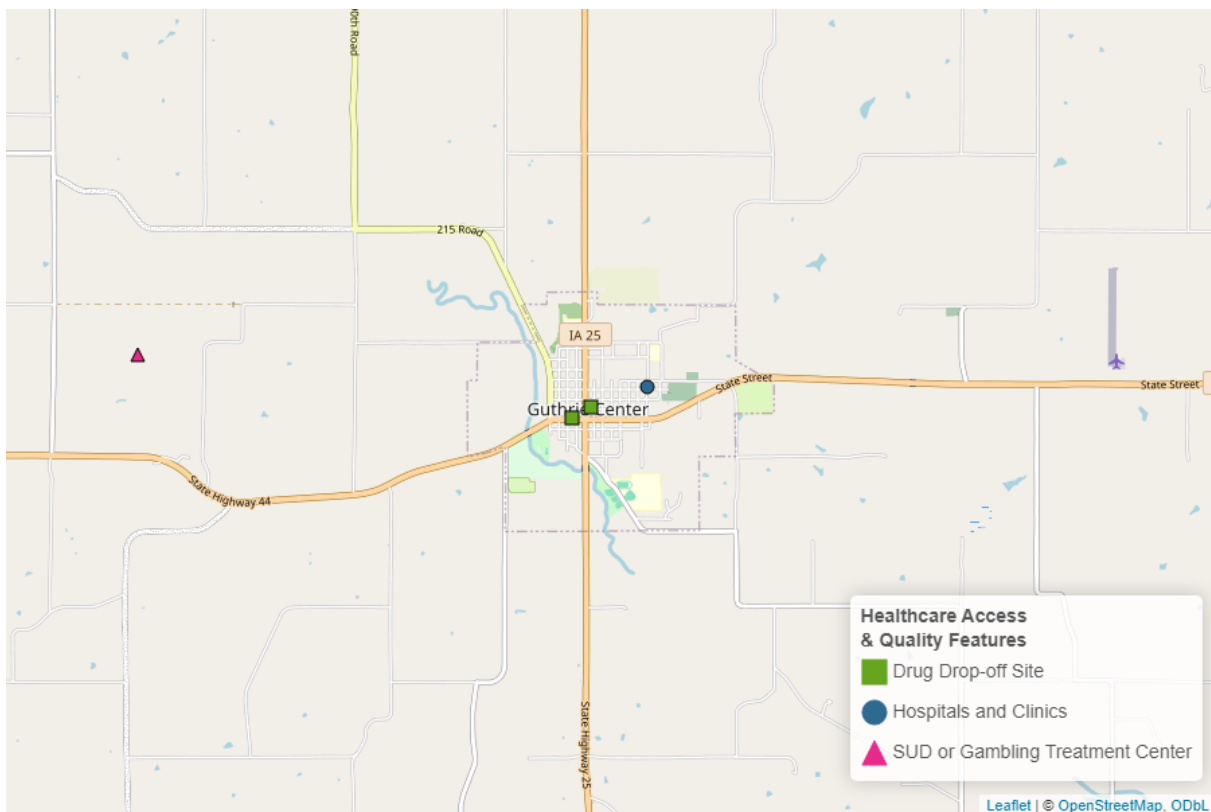 00th Road
215 Road
IA 25
State Street
State Street
Guthrie Center
State Highway 44
State Highway 25
Healthcare Access
& Quality Features
Drug Drop-off Site
Hospitals and Clinics
SUD or Gambling Treatment Center
Leaflet | © OpenStreetMap, ODbL